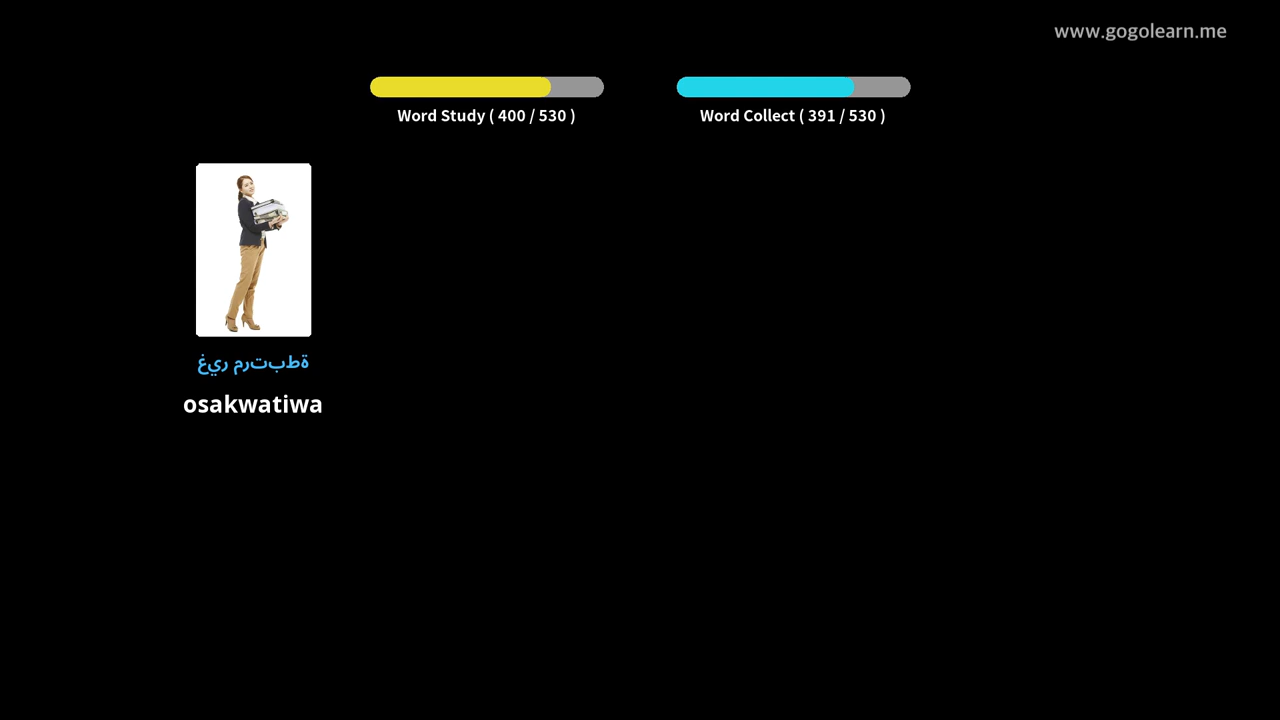 www.gogolearn.me
Word Study ( 400 / 530 )
Word Collect ( 391 / 530 )
غير مرتبطة
osakwatiwa